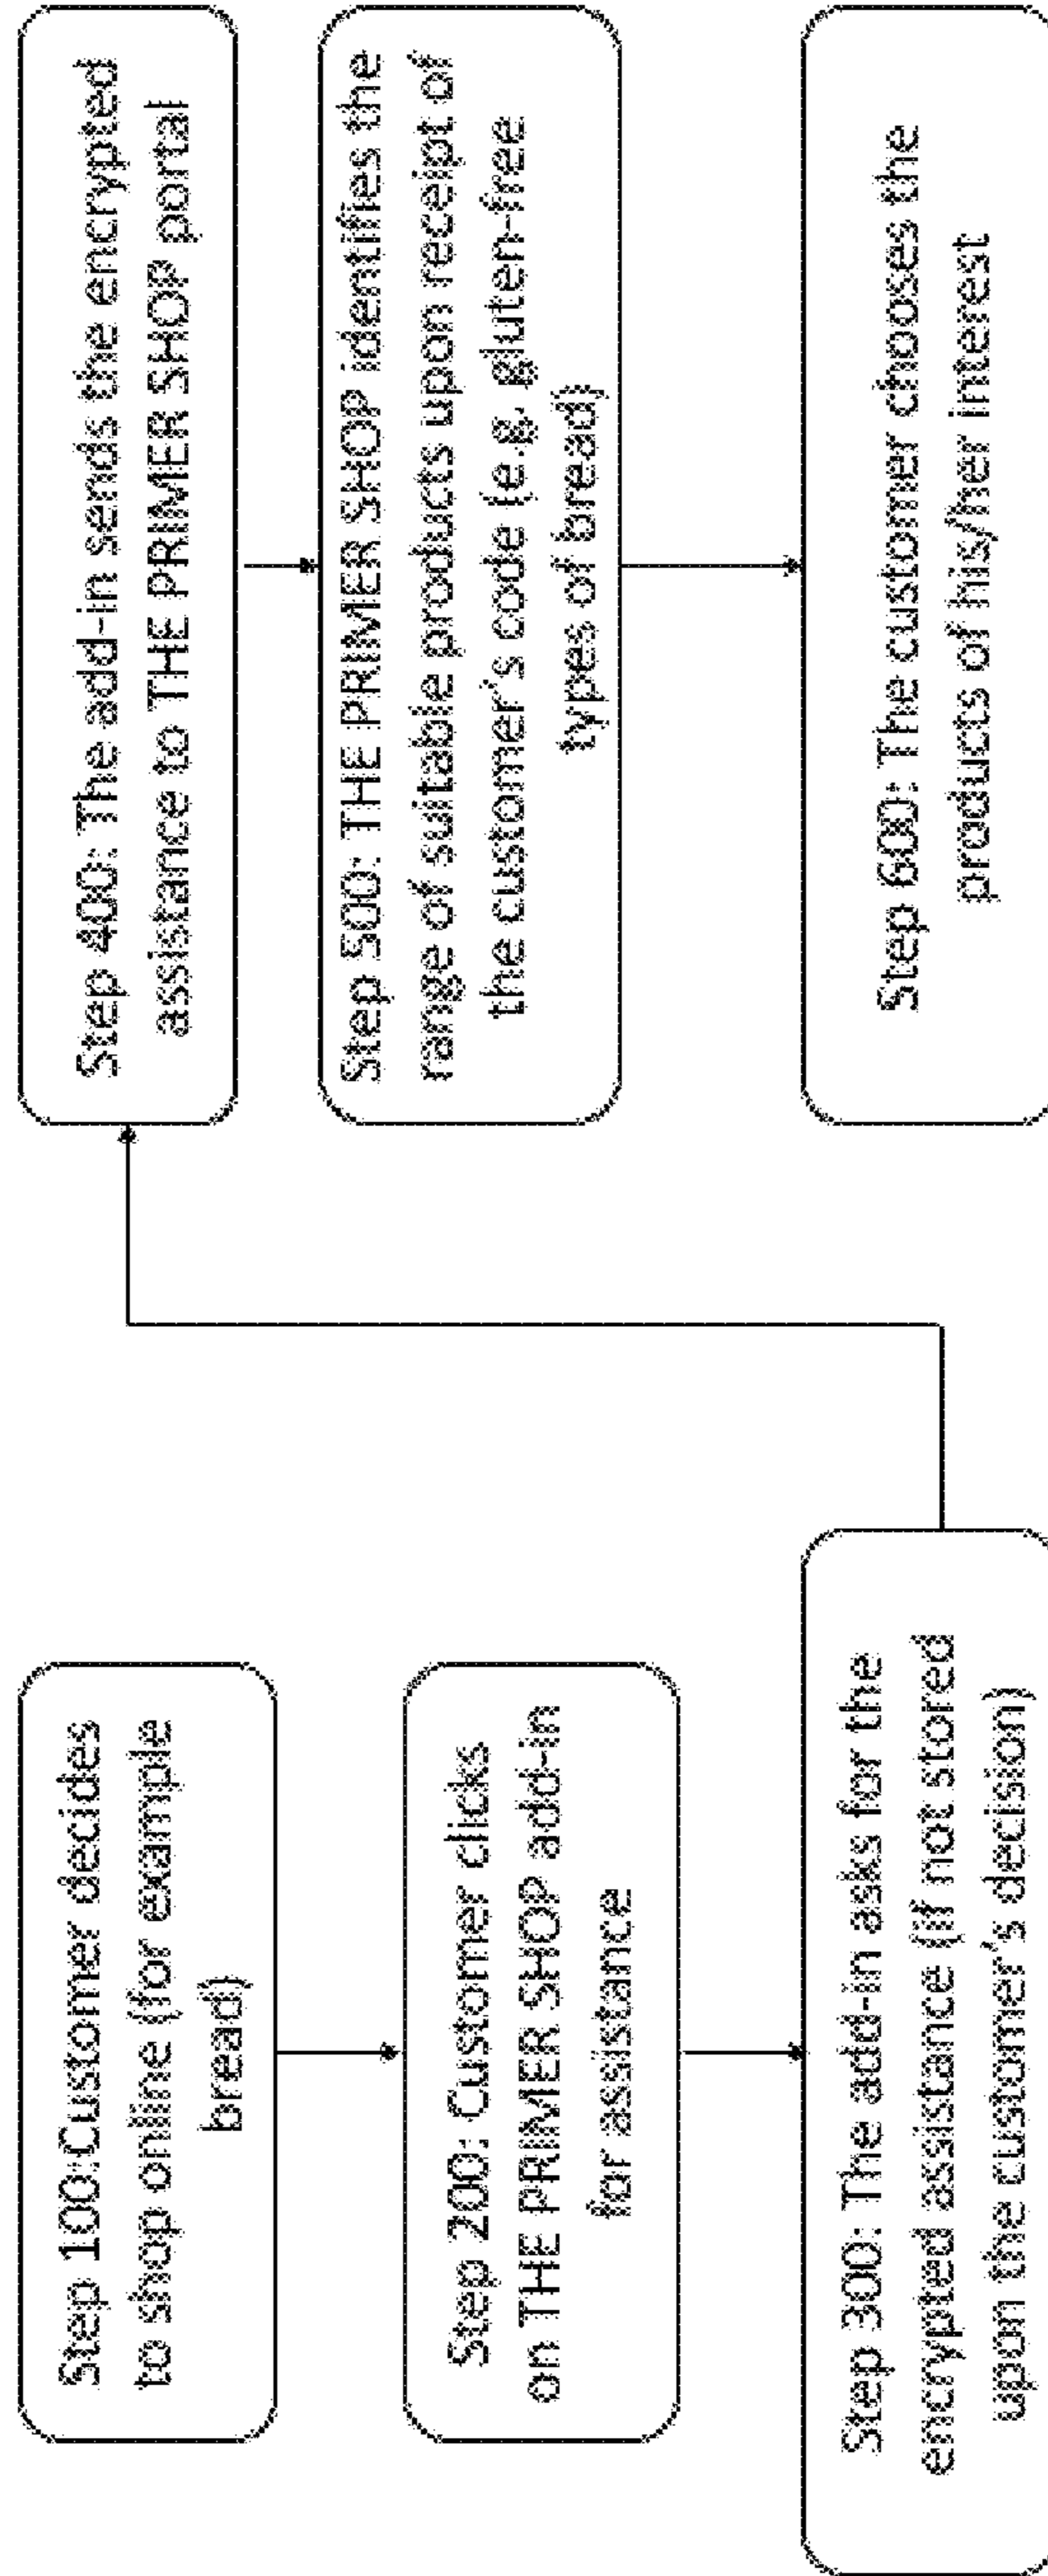 Step 100:Customer decides
to shop online (for example
bread)
Step 200: Customer clicks
on THE PRIMER SHOP add-in
for assistance
Step 300: The add-in asks for the
encrypted assistance (if not stored
upon the customer's decision)
Step 400: The add-in sends the encrypted
assistance to THE PRIMER SHOP portal
Step 500: THE PRIMER SHOP identifies the
range of suitable products upon receipt of
the customer's code (e.g. gluten-free
types of bread)
Step 600: The customer chooses the
products of his/her interest